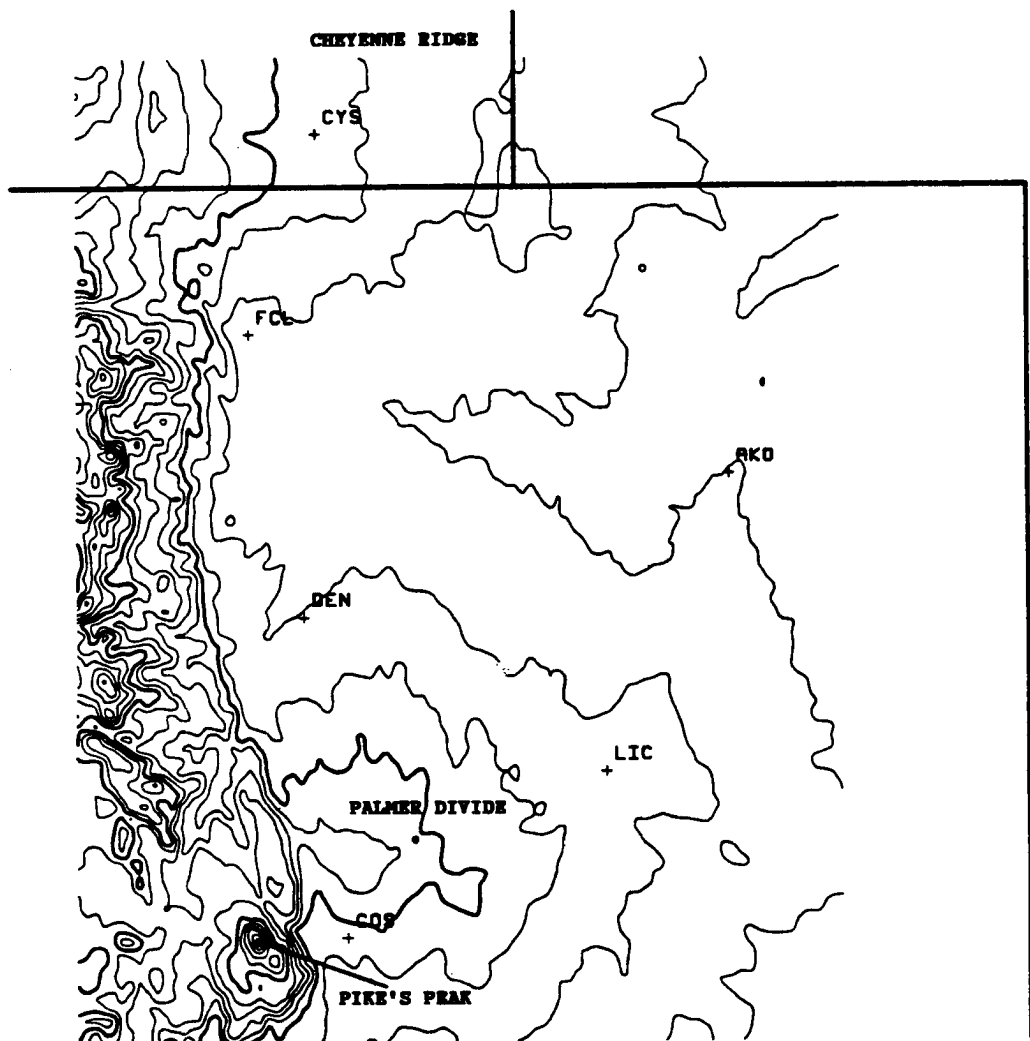 CHEYENNE RIDGE
CYS
FCL
AKO
DEN
LIC
PALMER DIVIDE
COS
PIKE'S PEAK